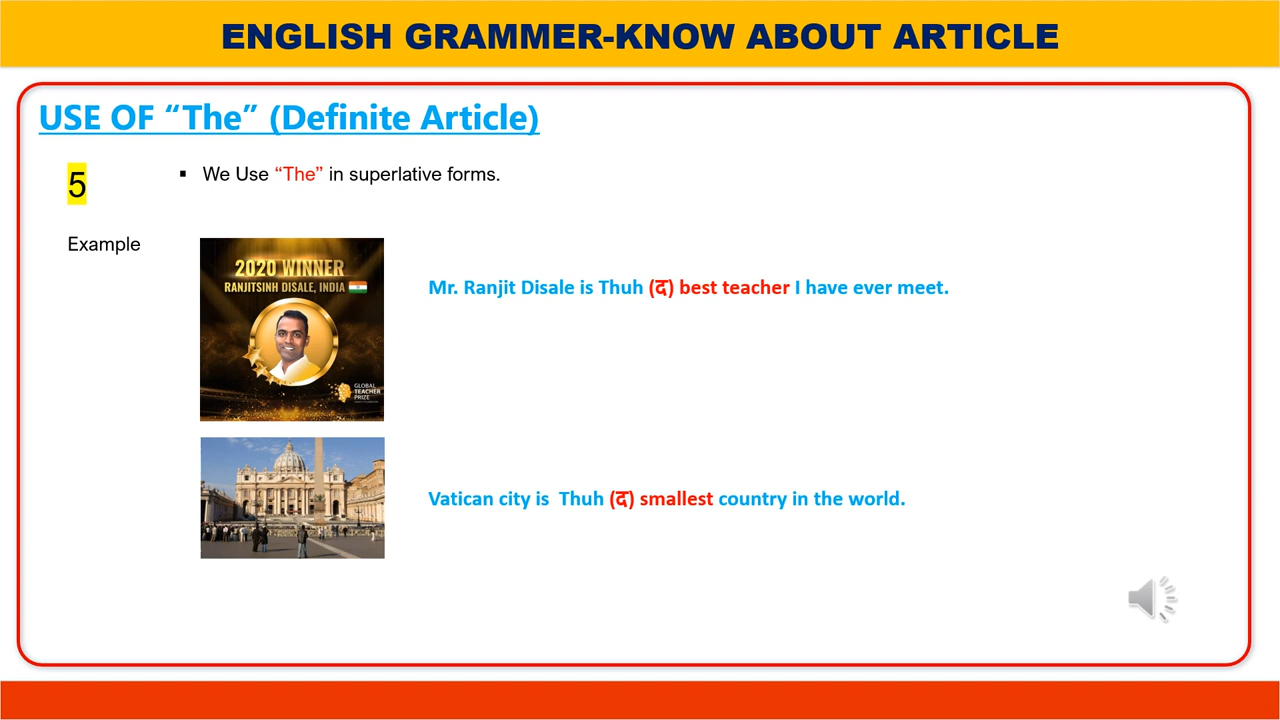 ENGLISH GRAMMER-KNOW ABOUT ARTICLE
USE OF “The” (Definite Article)
5
▪ We Use “The” in superlative forms.
Example
2020 WINNER
RANJITSINH DISALE, INDIA
GLOBAL
TEACHER
PRIZE
Mr. Ranjit Disale is Thuh (द) best teacher I have ever meet.
Vatican city is Thuh (द) smallest country in the world.